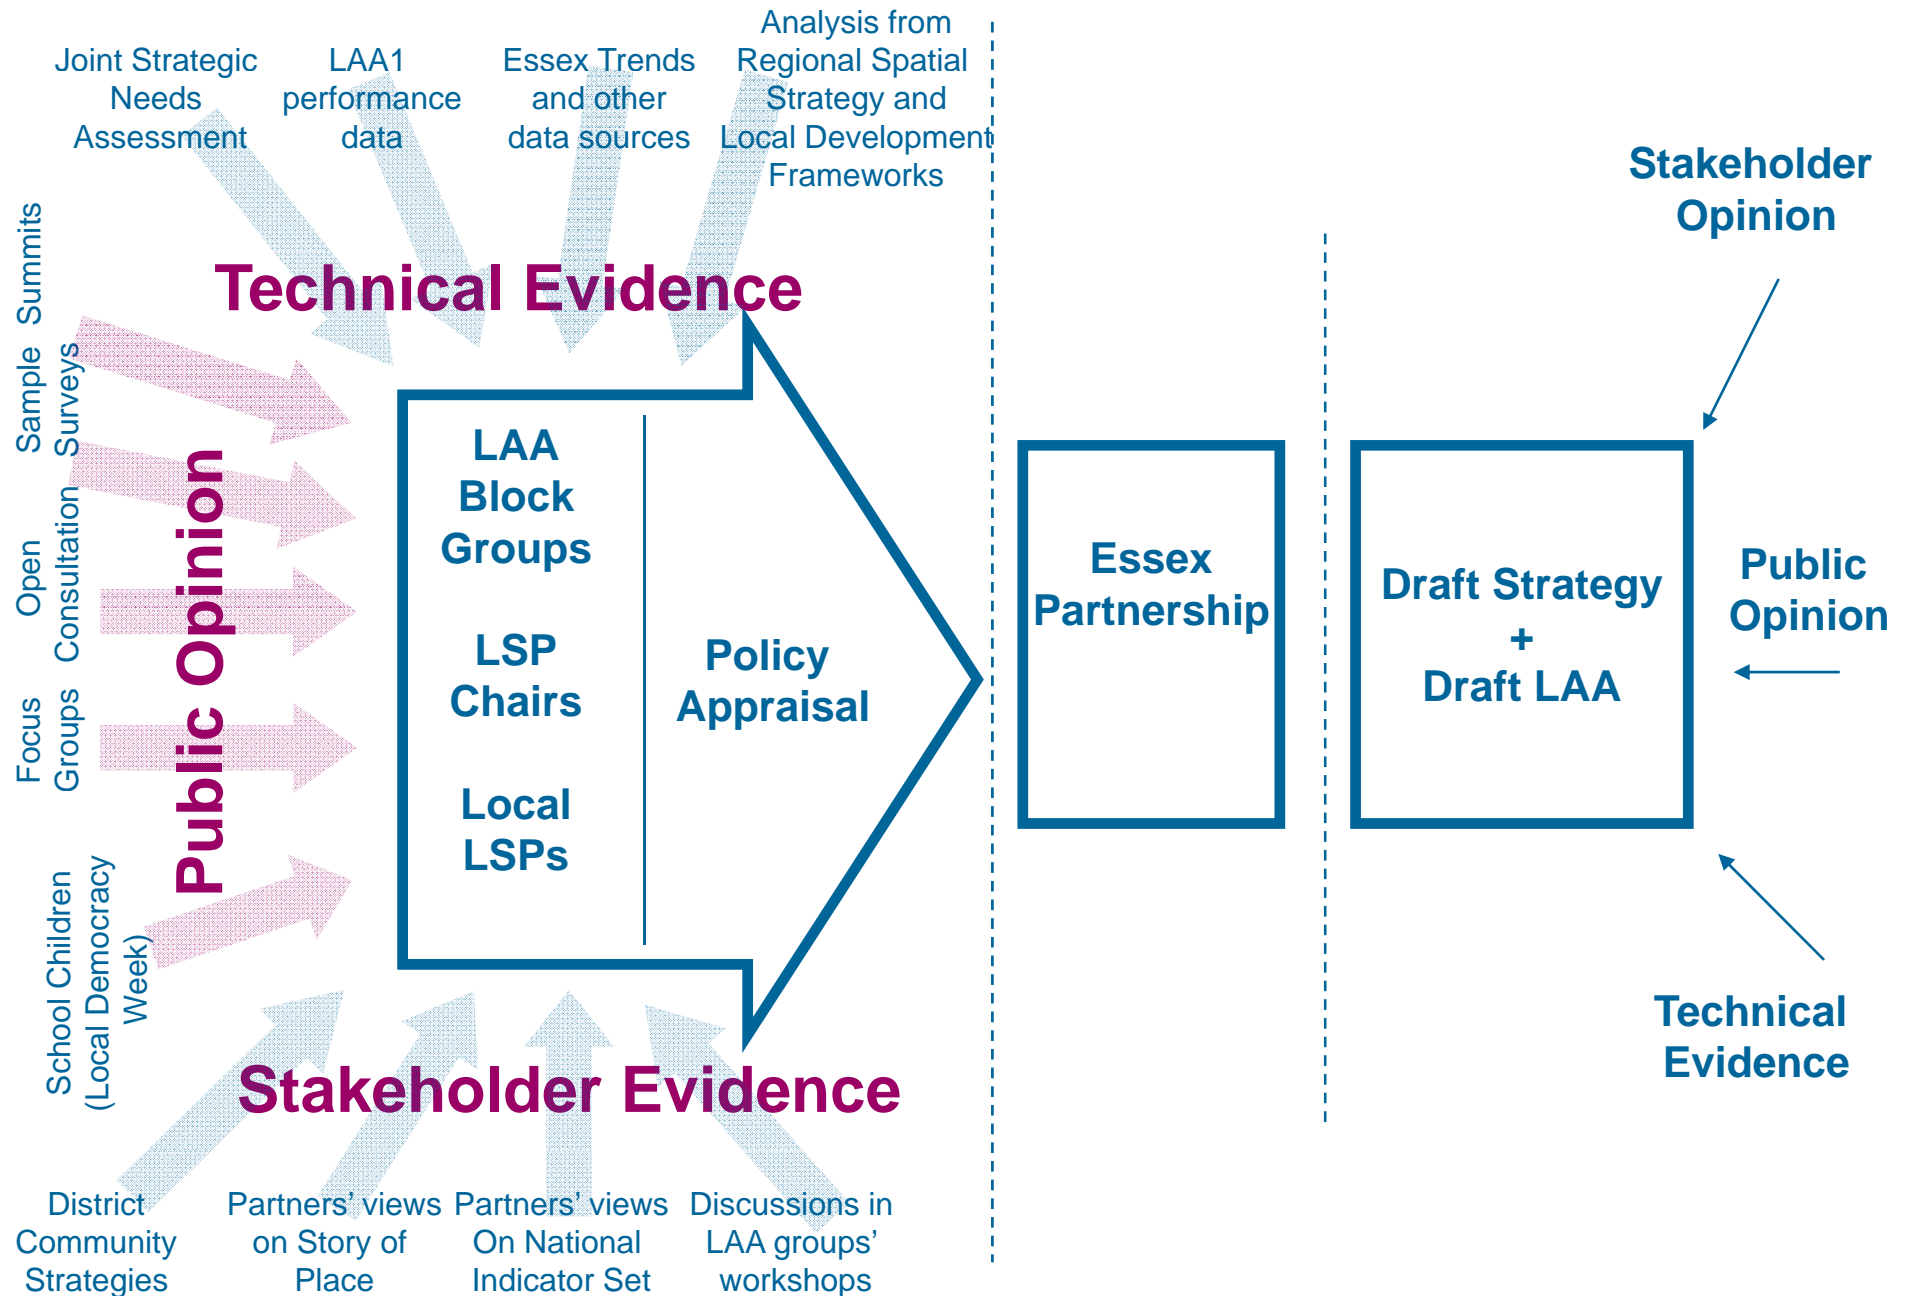 Joint Strategic
Needs
Assessment
LAA1
performance
data
Essex Trends
and other
data sources
Analysis from
Regional Spatial
Strategy and
Local Development
Frameworks
Technical Evidence
Summits
Sample
Surveys
Open
Consultation
Focus
Groups
School Children
(Local Democracy
Week)
Public Opinion
LAA
Block
Groups
LSP
Chairs
Local
LSPs
Policy
Appraisal
Essex
Partnership
Draft Strategy
+
Draft LAA
Stakeholder
Opinion
Public
Opinion
Technical
Evidence
Stakeholder Evidence
District
Community
Strategies
Partners' views
on Story of
Place
Partners' views
On National
Indicator Set
Discussions in
LAA groups'
workshops